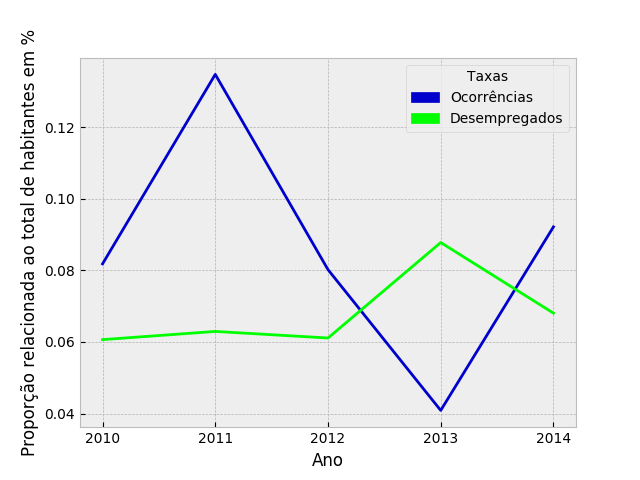 Proporção relacionada ao total de habitantes em %
Taxas
Ocorrências
Desempregados
0.12
0.10
0.08
0.06
0.04
2010 2011 2012 2013 2014
Ano